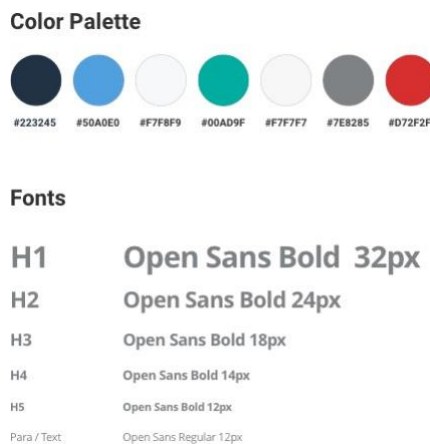 Color Palette
#223245 #50A0E0 #F7F8F9 #00AD9F #F7F7F7 #7E8285 #D72F2F
Fonts
H1 Open Sans Bold 32px
H2 Open Sans Bold 24px
H3 Open Sans Bold 18px
H4 Open Sans Bold 14px
H5 Open Sans Bold 12px
Para / Text Open Sans Regular 12px